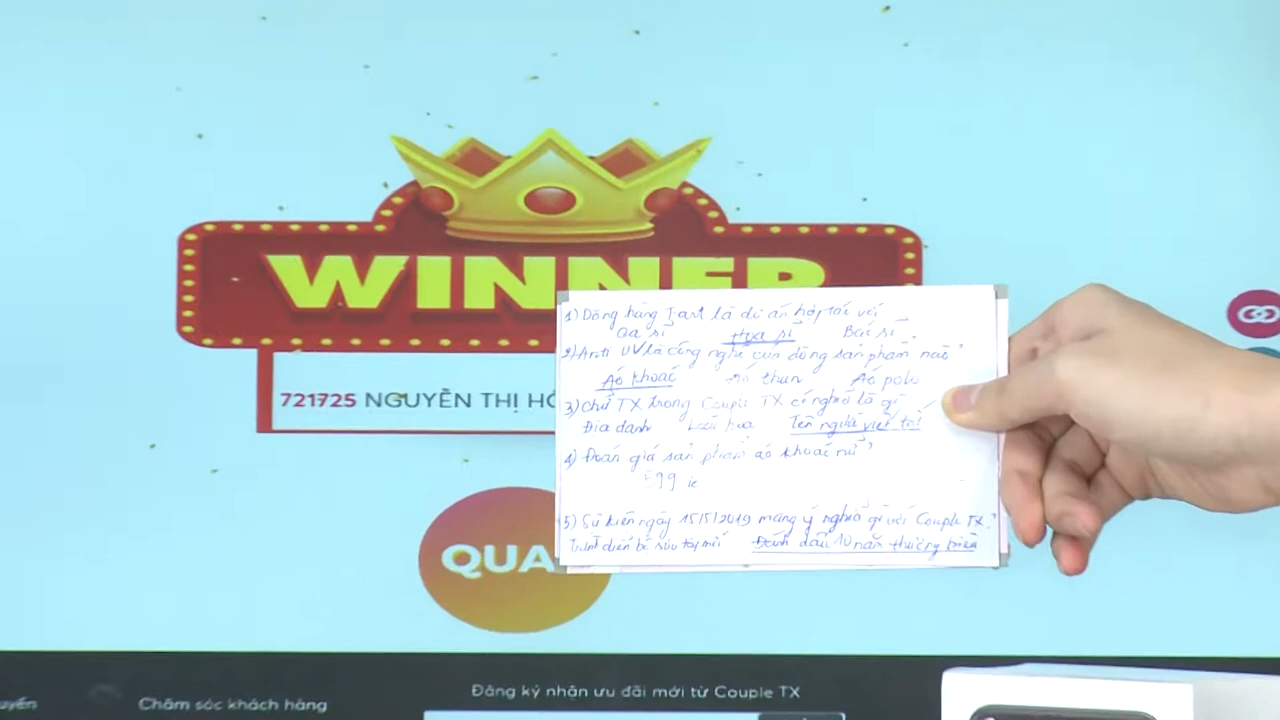 WINNER
721725 NGUYỄN THỊ HỒ
1) Dòng hàng Tart là dự án hợp tác với
Ca sĩ Họa sĩ Bác sĩ
2) Anti UV là công nghệ của dòng sản phẩm nào?
Áo khoác Áo thun Áo polo
3) Chữ TX trong Couple TX có nghĩa là gì
Địa danh Loài hoa Tên người viết tắt
4) Đoán giá sản phẩm áo khoác nữ?
599 k
5) Sự kiện ngày 15/5/2019 mang ý nghĩa gì với Couple TX?
Trình diễn bộ sưu tập mới Đánh dấu 10 năm thương hiệu
QUA
Chăm sóc khách hàng
Đăng ký nhận ưu đãi mới từ Couple TX